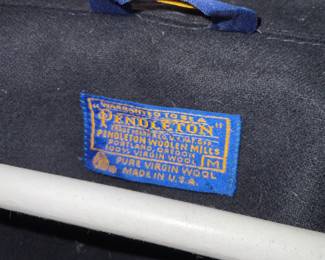 "WARRANTED TO BE A
PENDLETON"
PENDLETON WOOLEN MILLS
PORTLAND, OREGON
100% VIRGIN WOOL M
PURE VIRGIN WOOL
MADE IN U.S.A.